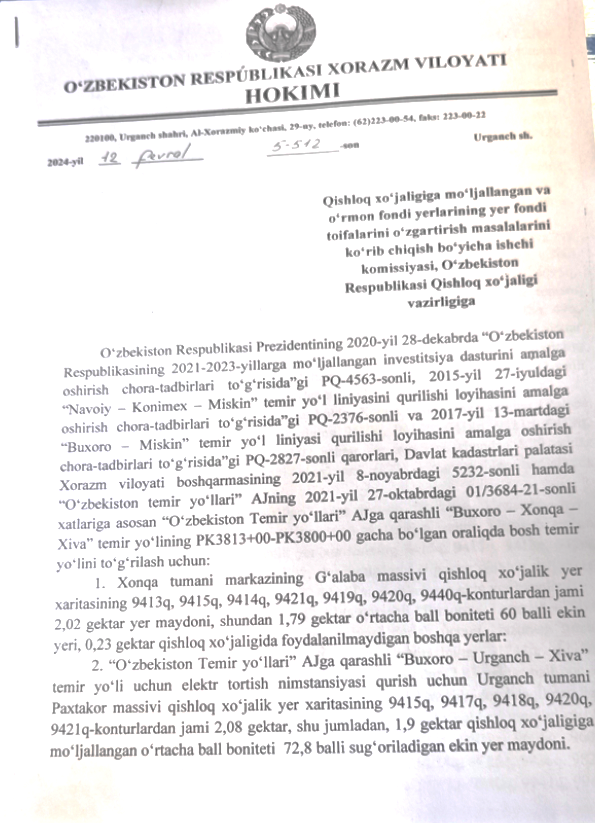 O‘ZBEKISTON RESPUBLIKASI XORAZM VILOYATI
HOKIMI
220100, Urganch shahri, Al-Xorazmiy ko‘chasi, 29-uy, telefon: (62)223-00-54, faks: 223-00-22
2024-yil 12 fevral 5-512 -son Urganch sh.
Qishloq xo‘jaligiga mo‘ljallangan va
o‘rmon fondi yerlarining yer fondi
toifalarini o‘zgartirish masalalarini
ko‘rib chiqish bo‘yicha ishchi
komissiyasi, O‘zbekiston
Respublikasi Qishloq xo‘jaligi
vazirligiga
O‘zbekiston Respublikasi Prezidentining 2020-yil 28-dekabrda “O‘zbekiston
Respublikasining 2021-2023-yillarga mo‘ljallangan investitsiya dasturini amalga
oshirish chora-tadbirlari to‘g‘risida”gi PQ-4563-sonli, 2015-yil 27-iyuldagi
“Navoiy – Konimex – Miskin” temir yo‘l liniyasini qurilishi loyihasini amalga
oshirish chora-tadbirlari to‘g‘risida”gi PQ-2376-sonli va 2017-yil 13-martdagi
“Buxoro – Miskin” temir yo‘l liniyasi qurilishi loyihasini amalga oshirish
chora-tadbirlari to‘g‘risida”gi PQ-2827-sonli qarorlari, Davlat kadastrlari palatasi
Xorazm viloyati boshqarmasining 2021-yil 8-noyabrdagi 5232-sonli hamda
“O‘zbekiston temir yo‘llari” AJning 2021-yil 27-oktabrdagi 01/3684-21-sonli
xatlariga asosan “O‘zbekiston Temir yo‘llari” AJga qarashli “Buxoro – Xonqa –
Xiva” temir yo‘lining PK3813+00-PK3800+00 gacha bo‘lgan oraliqda bosh temir
yo‘lini to‘g‘rilash uchun:
1. Xonqa tumani markazining G‘alaba massivi qishloq xo‘jalik yer
xaritasining 9413q, 9415q, 9414q, 9421q, 9419q, 9420q, 9440q-konturlardan jami
2,02 gektar yer maydoni, shundan 1,79 gektar o‘rtacha ball boniteti 60 balli ekin
yeri, 0,23 gektar qishloq xo‘jaligida foydalanilmaydigan boshqa yerlar:
2. “O‘zbekiston Temir yo‘llari” AJga qarashli “Buxoro – Urganch – Xiva”
temir yo‘li uchun elektr tortish nimstansiyasi qurish uchun Urganch tumani
Paxtakor massivi qishloq xo‘jalik yer xaritasining 9415q, 9417q, 9418q, 9420q,
9421q-konturlardan jami 2,08 gektar, shu jumladan, 1,9 gektar qishloq xo‘jaligiga
mo‘ljallangan o‘rtacha ball boniteti 72,8 balli sug‘oriladigan ekin yer maydoni.